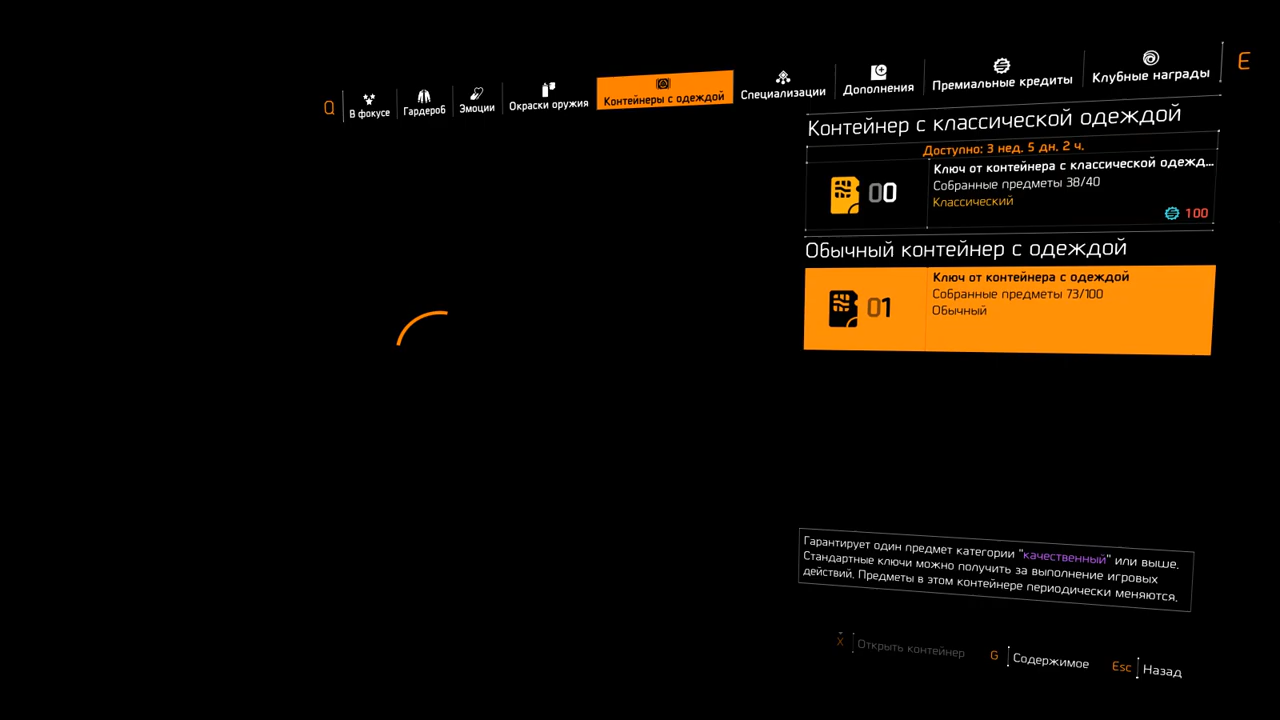 Q
В фокусе
Гардероб
Эмоции
Окраски оружия
Контейнеры с одеждой
Специализации
Дополнения
Премиальные кредиты
Клубные награды
E
Контейнер с классической одеждой
Доступно: 3 нед. 5 дн. 2 ч.
00
Ключ от контейнера с классической одежд...
Собранные предметы 38/40
Классический
100
Обычный контейнер с одеждой
01
Ключ от контейнера с одеждой
Собранные предметы 73/100
Обычный
Гарантирует один предмет категории "качественный" или выше.
Стандартные ключи можно получить за выполнение игровых
действий. Предметы в этом контейнере периодически меняются.
X Открыть контейнер
G Содержимое
Esc Назад